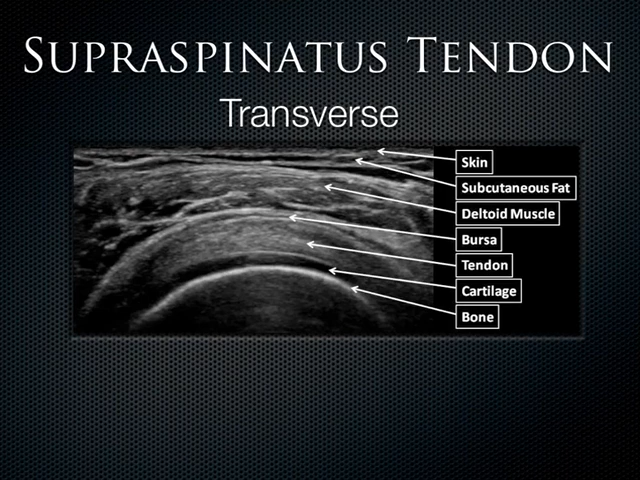 Supraspinatus Tendon
Transverse
Skin
Subcutaneous Fat
Deltoid Muscle
Bursa
Tendon
Cartilage
Bone